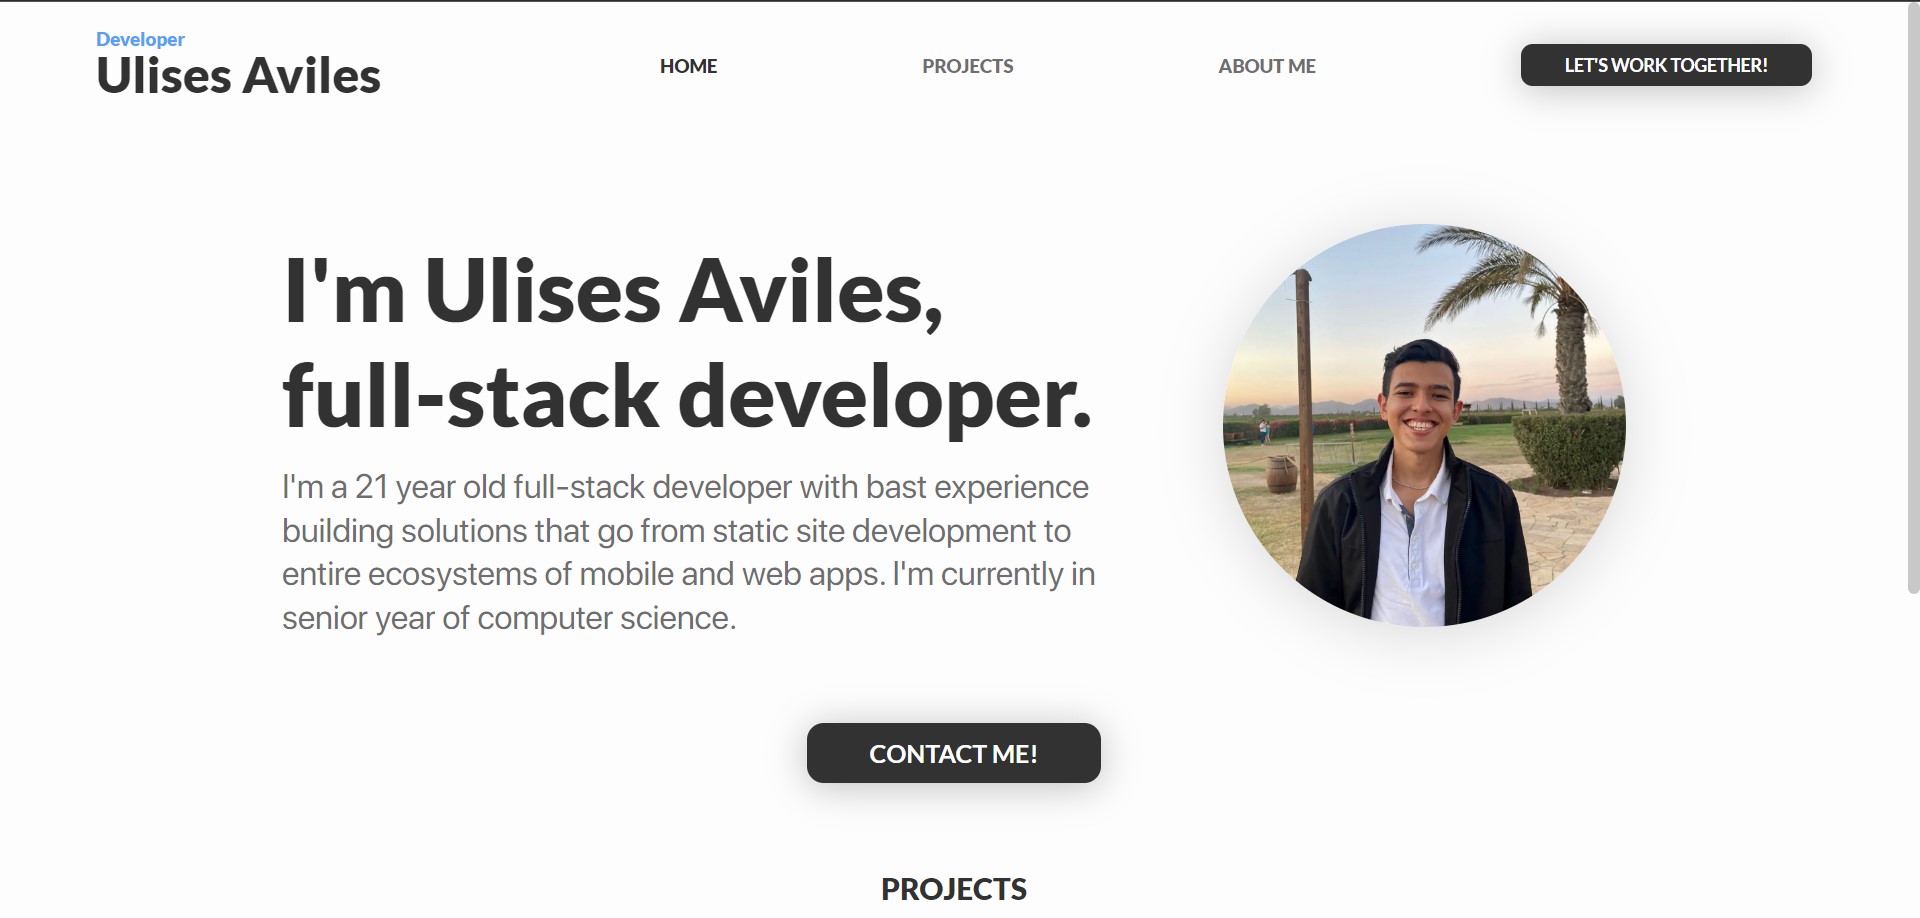 Developer
Ulises Aviles
HOME
PROJECTS
ABOUT ME
LET'S WORK TOGETHER!
I'm Ulises Aviles,
full-stack developer.
I'm a 21 year old full-stack developer with bast experience
building solutions that go from static site development to
entire ecosystems of mobile and web apps. I'm currently in
senior year of computer science.
CONTACT ME!
PROJECTS